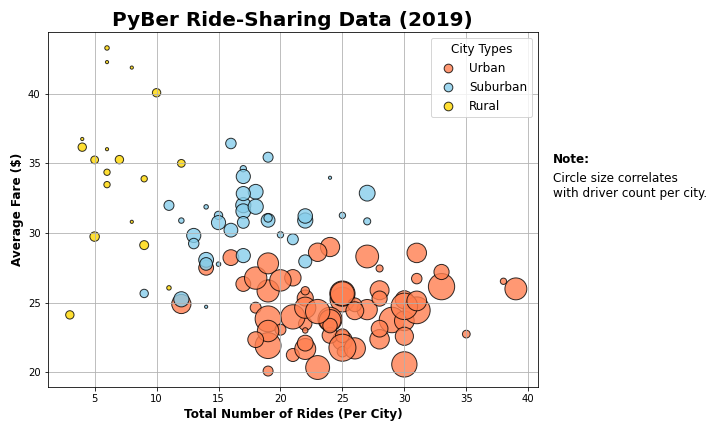 PyBer Ride-Sharing Data (2019)
City Types
Urban
Suburban
Rural
40
35
30
25
20
Average Fare ($)
5 10 15 20 25 30 35 40
Total Number of Rides (Per City)
Note:
Circle size correlates
with driver count per city.